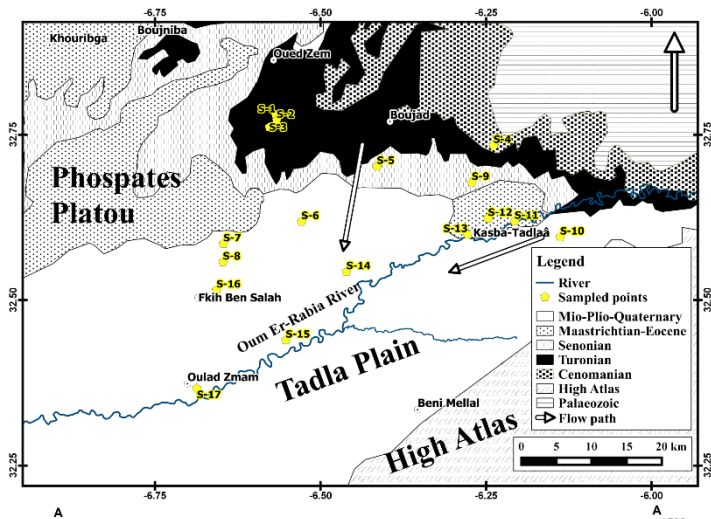 -6.75
-6.50
-6.25
-6.00
Khouribga
Boujniba
Oued Zem
S-1
S-2
S-3
Boujad
S-4
32.75
32.75
S-5
S-9
Phospates
Platou
S-6
S-12
S-11
S-13
Kasba-Tadlaâ
S-10
S-7
S-8
S-14
S-16
Fkih Ben Salah
32.50
32.50
Oum Er-Rabia River
S-15
Tadla Plain
Oulad Zmam
S-17
Beni Mellal
High Atlas
32.25
32.25
Legend
River
Sampled points
Mio-Plio-Quaternary
Maastrichtian-Eocene
Senonian
Turonian
Cenomanian
High Atlas
Palaeozoic
Flow path
0 5 10 15 20 km
-6.75
-6.50
-6.25
-6.00
A
A